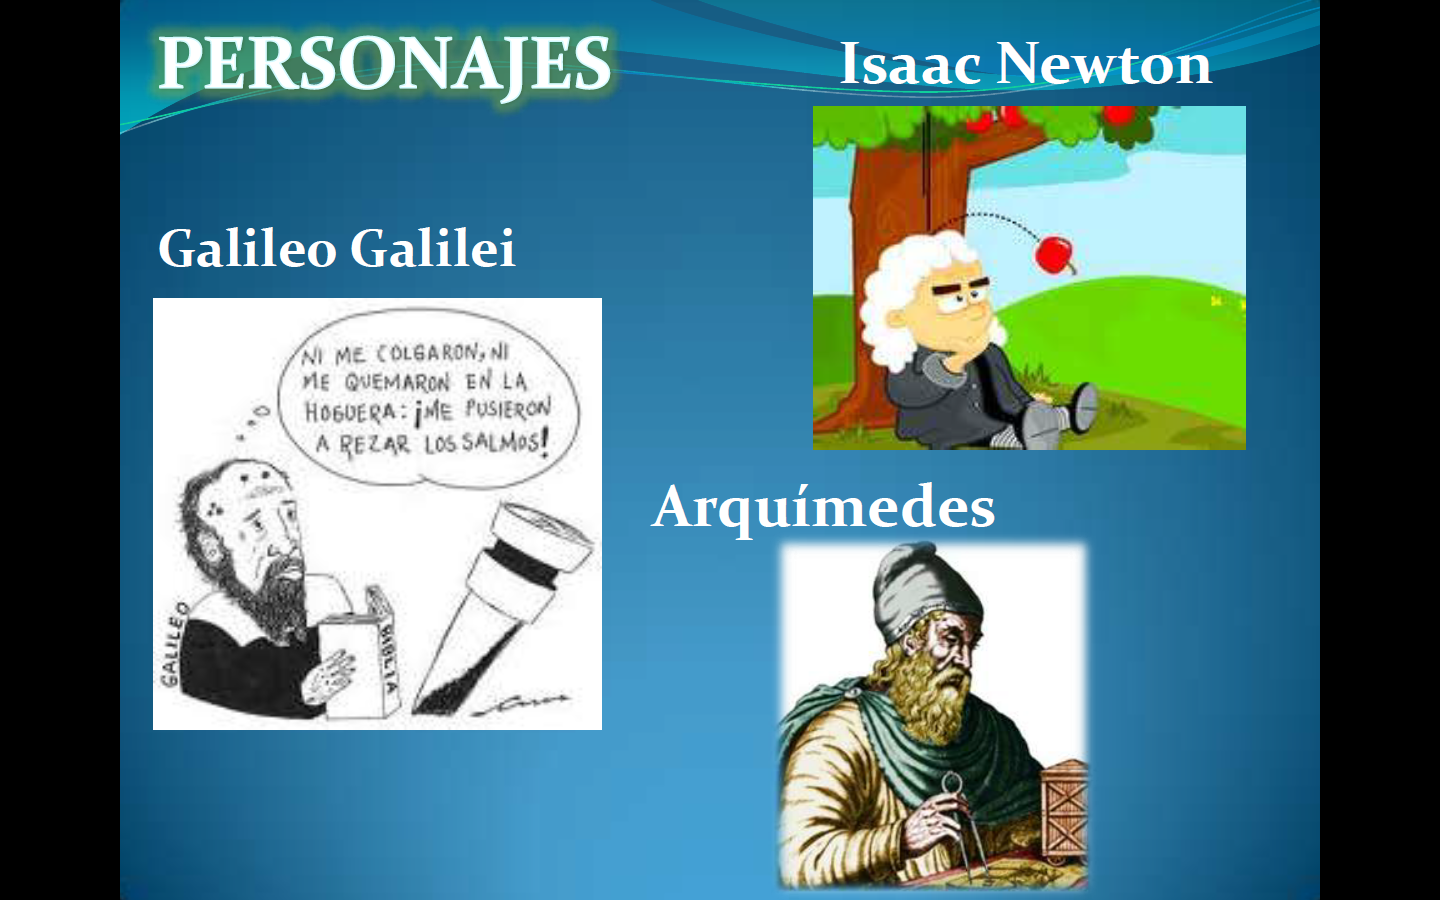 PERSONAJES
Isaac Newton
Galileo Galilei
NI ME COLGARON, NI
ME QUEMARON EN LA
HOGUERA: ¡ME PUSIERON
A REZAR LOS SALMOS!
GALILEO
BIBLIA
Arquímedes